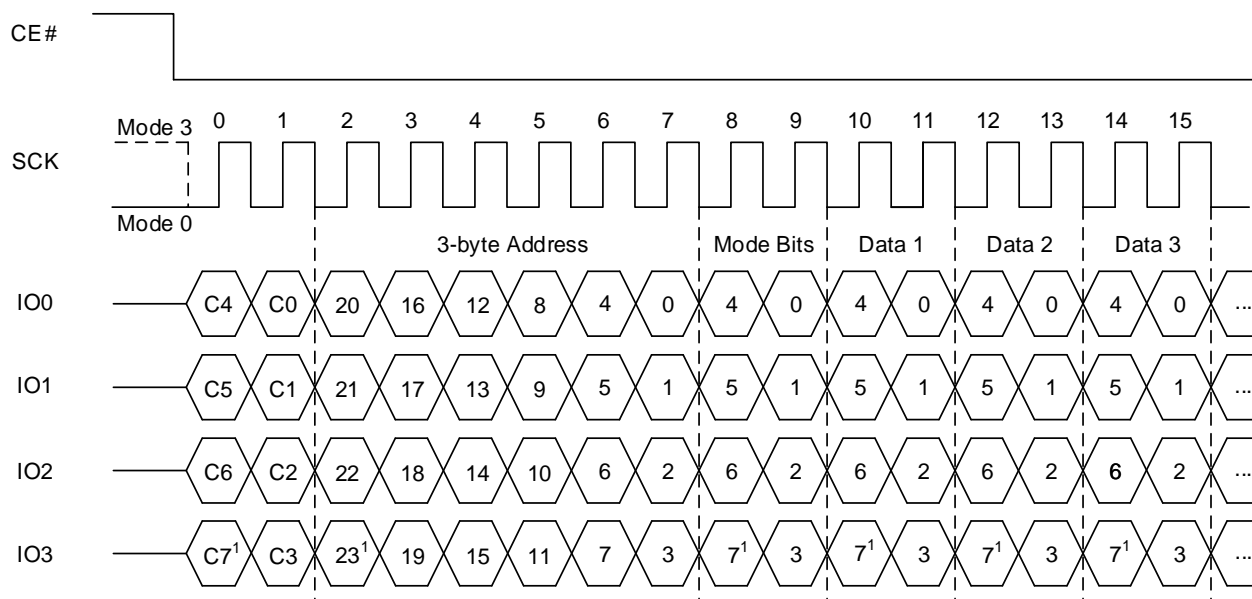 CE#
Mode 3 0 1 2 3 4 5 6 7 8 9 10 11 12 13 14 15
SCK
Mode 0
3-byte Address Mode Bits Data 1 Data 2 Data 3
IO0 C4 C0 20 16 12 8 4 0 4 0 4 0 4 0 4 0 ...
IO1 C5 C1 21 17 13 9 5 1 5 1 5 1 5 1 5 1 ...
IO2 C6 C2 22 18 14 10 6 2 6 2 6 2 6 2 6 2 ...
IO3 C7¹ C3 23¹ 19 15 11 7 3 7¹ 3 7¹ 3 7¹ 3 7¹ 3 ...